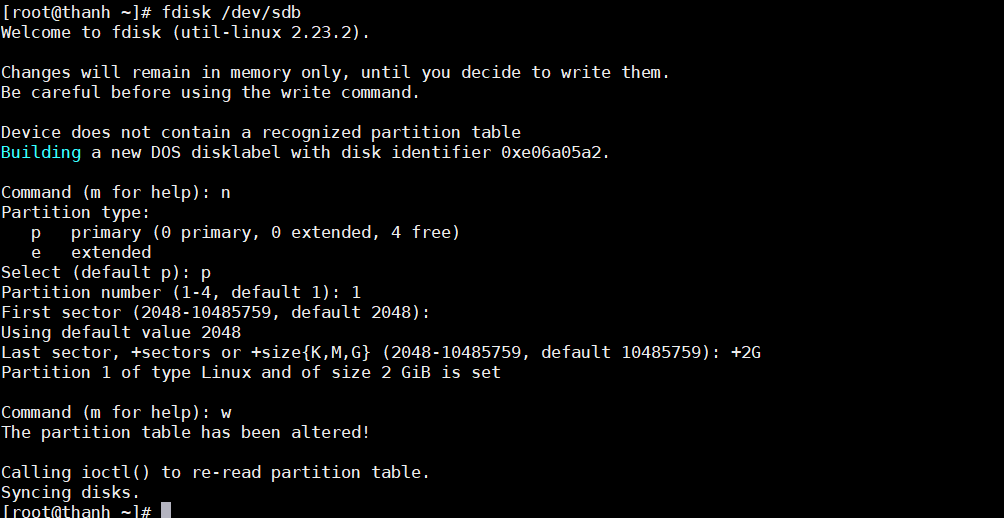 [root@thanh ~]# fdisk /dev/sdb
Welcome to fdisk (util-linux 2.23.2).

Changes will remain in memory only, until you decide to write them.
Be careful before using the write command.

Device does not contain a recognized partition table
Building a new DOS disklabel with disk identifier 0xe06a05a2.

Command (m for help): n
Partition type:
   p   primary (0 primary, 0 extended, 4 free)
   e   extended
Select (default p): p
Partition number (1-4, default 1): 1
First sector (2048-10485759, default 2048):
Using default value 2048
Last sector, +sectors or +size{K,M,G} (2048-10485759, default 10485759): +2G
Partition 1 of type Linux and of size 2 GiB is set

Command (m for help): w
The partition table has been altered!

Calling ioctl() to re-read partition table.
Syncing disks.
[root@thanh ~]#